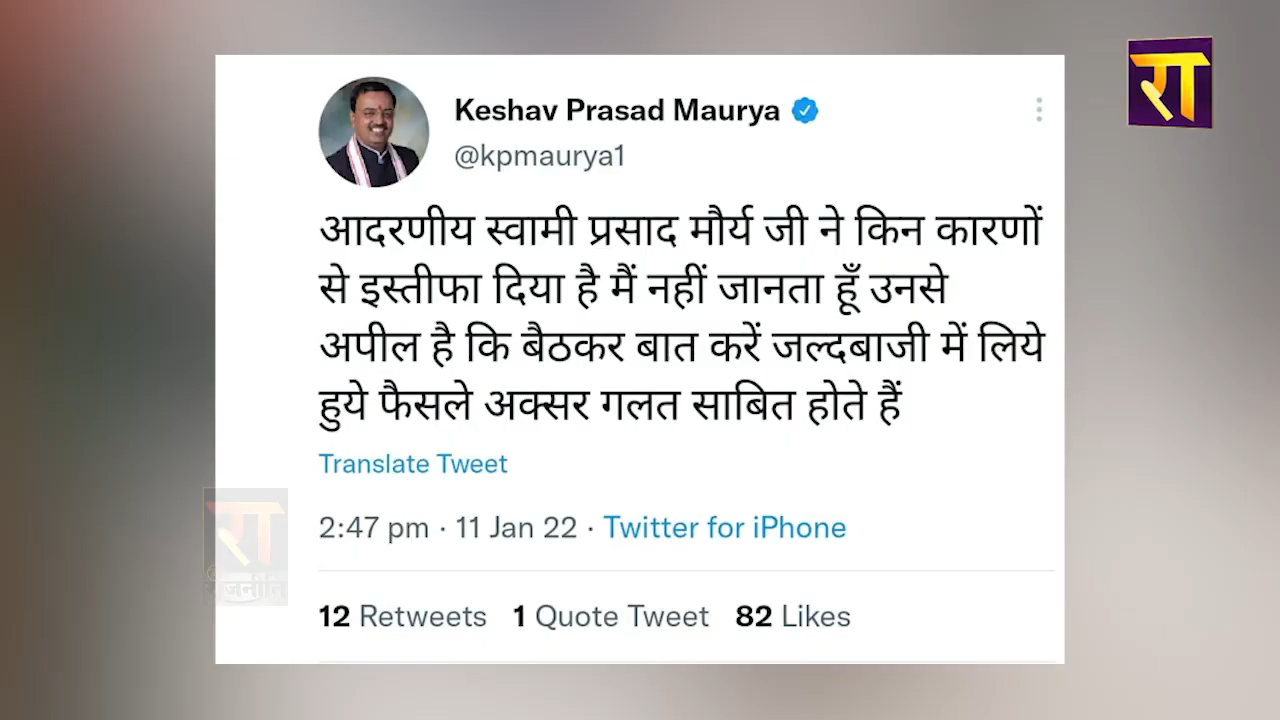 रा
Keshav Prasad Maurya
@kpmaurya1
आदरणीय स्वामी प्रसाद मौर्य जी ने किन कारणों
से इस्तीफा दिया है मैं नहीं जानता हूँ उनसे
अपील है कि बैठकर बात करें जल्दबाजी में लिये
हुये फैसले अक्सर गलत साबित होते हैं
Translate Tweet
2:47 pm · 11 Jan 22 · Twitter for iPhone
रा
राजनीति
12 Retweets 1 Quote Tweet 82 Likes